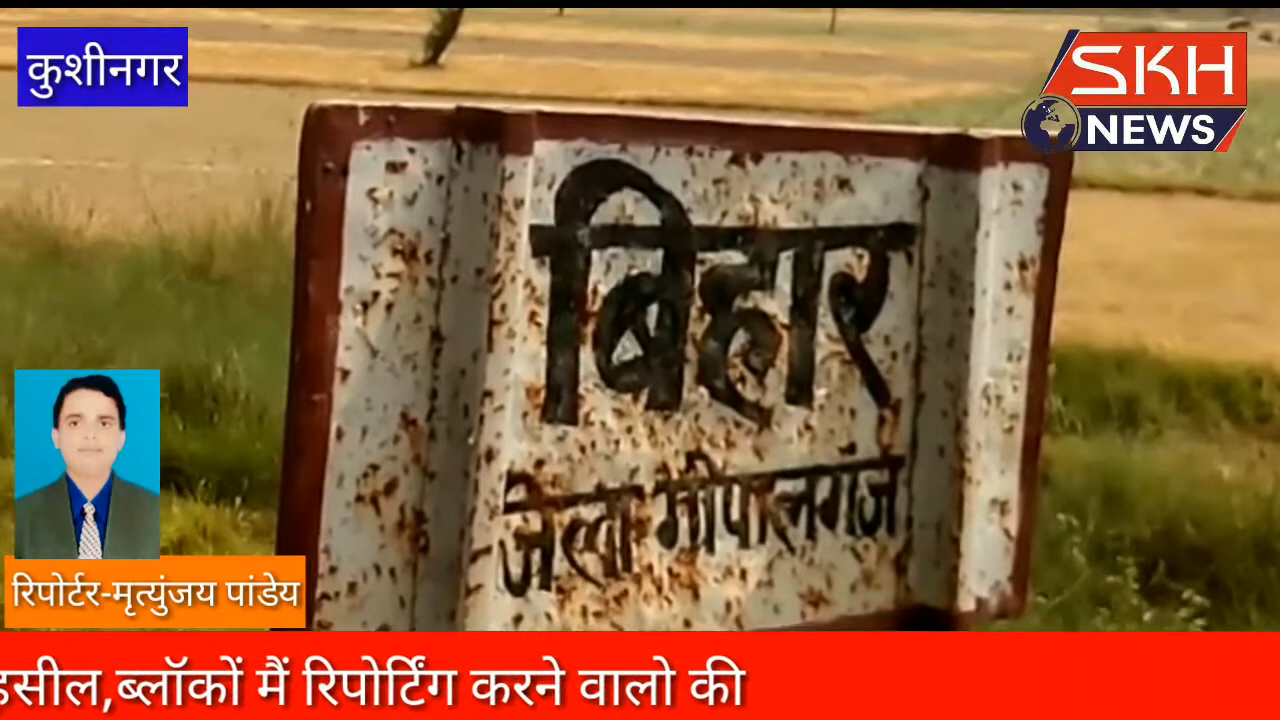 कुशीनगर
SKH
NEWS
बिहार
जिला गोपालगंज
रिपोर्टर-मृत्युंजय पांडेय
हसील,ब्लॉकों मैं रिपोर्टिंग करने वालो की